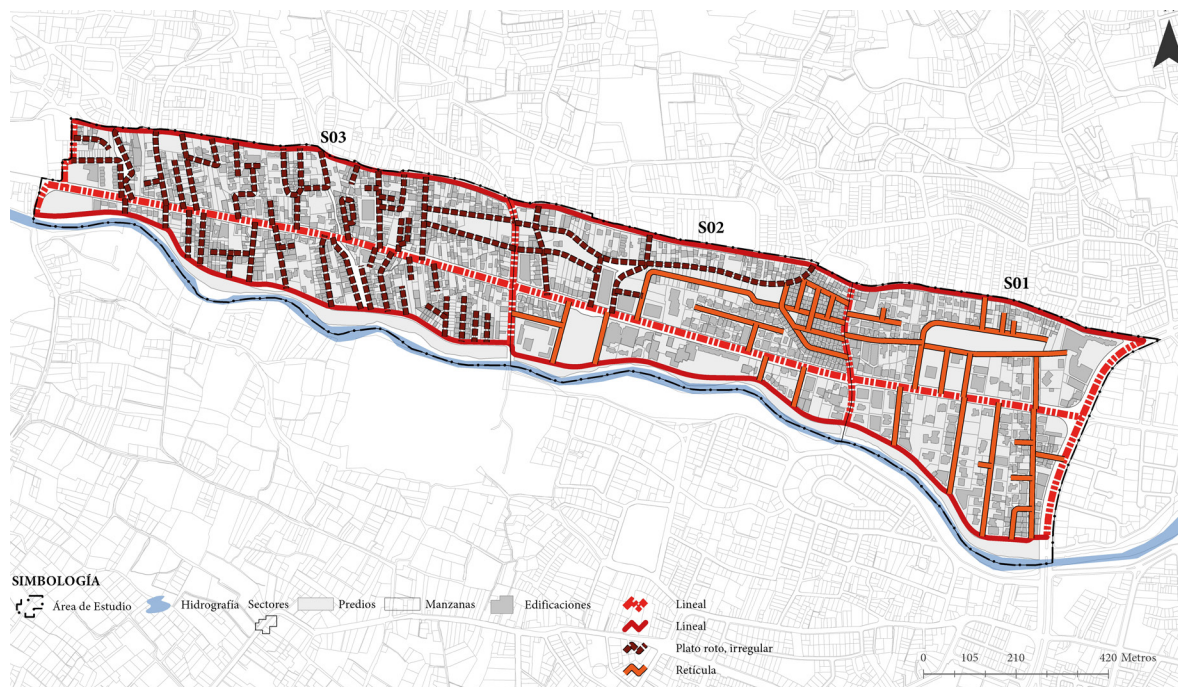 S03
S02
S01
SIMBOLOGÍA
Área de Estudio
Hidrografía
Sectores
Predios
Manzanas
Edificaciones
Lineal
Lineal
Plato roto, irregular
Retícula
0 105 210 420 Metros